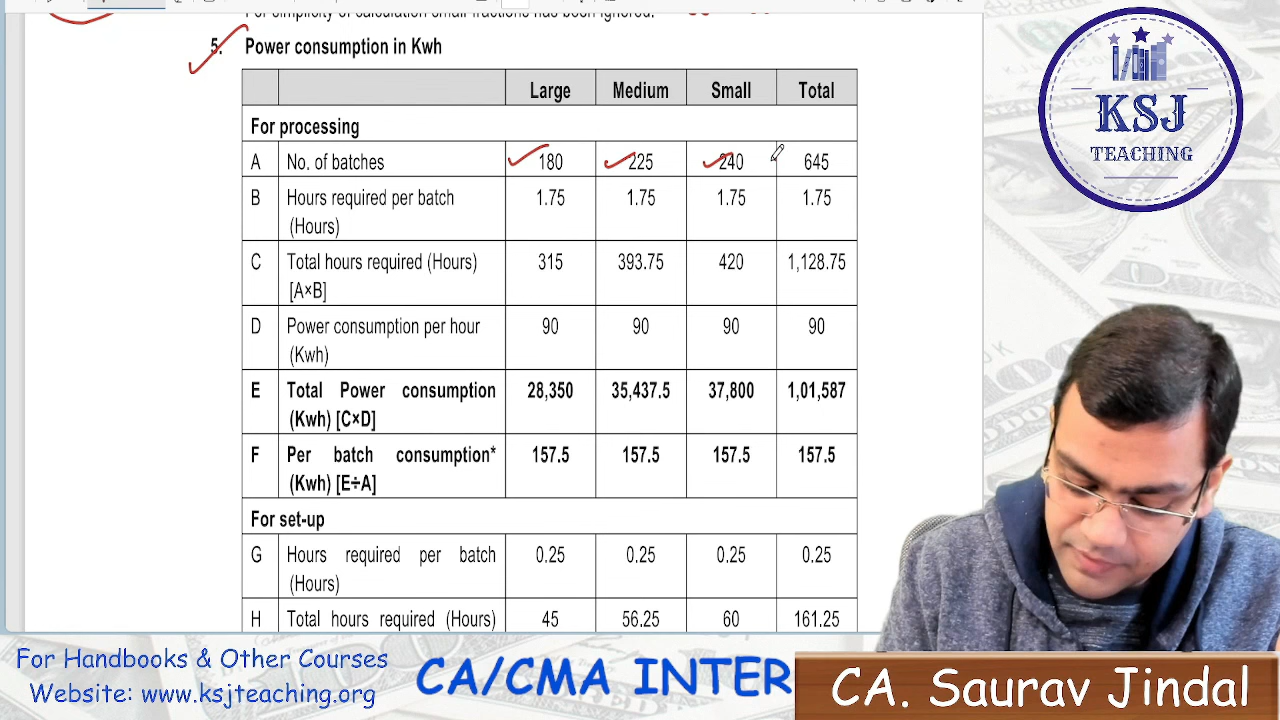 For simplicity of calculation small fractions has been ignored.
5. Power consumption in Kwh
Large Medium Small Total
For processing
A No. of batches 180 225 240 645
B Hours required per batch 1.75 1.75 1.75 1.75
(Hours)
C Total hours required (Hours) 315 393.75 420 1,128.75
[A×B]
D Power consumption per hour 90 90 90 90
(Kwh)
E Total Power consumption 28,350 35,437.5 37,800 1,01,587
(Kwh) [C×D]
F Per batch consumption* 157.5 157.5 157.5 157.5
(Kwh) [E÷A]
For set-up
G Hours required per batch 0.25 0.25 0.25 0.25
(Hours)
H Total hours required (Hours) 45 56.25 60 161.25
KSJ
TEACHING
For Handbooks & Other Courses
Website: www.ksjteaching.org
CA/CMA INTER
CA. Saurav Jindal